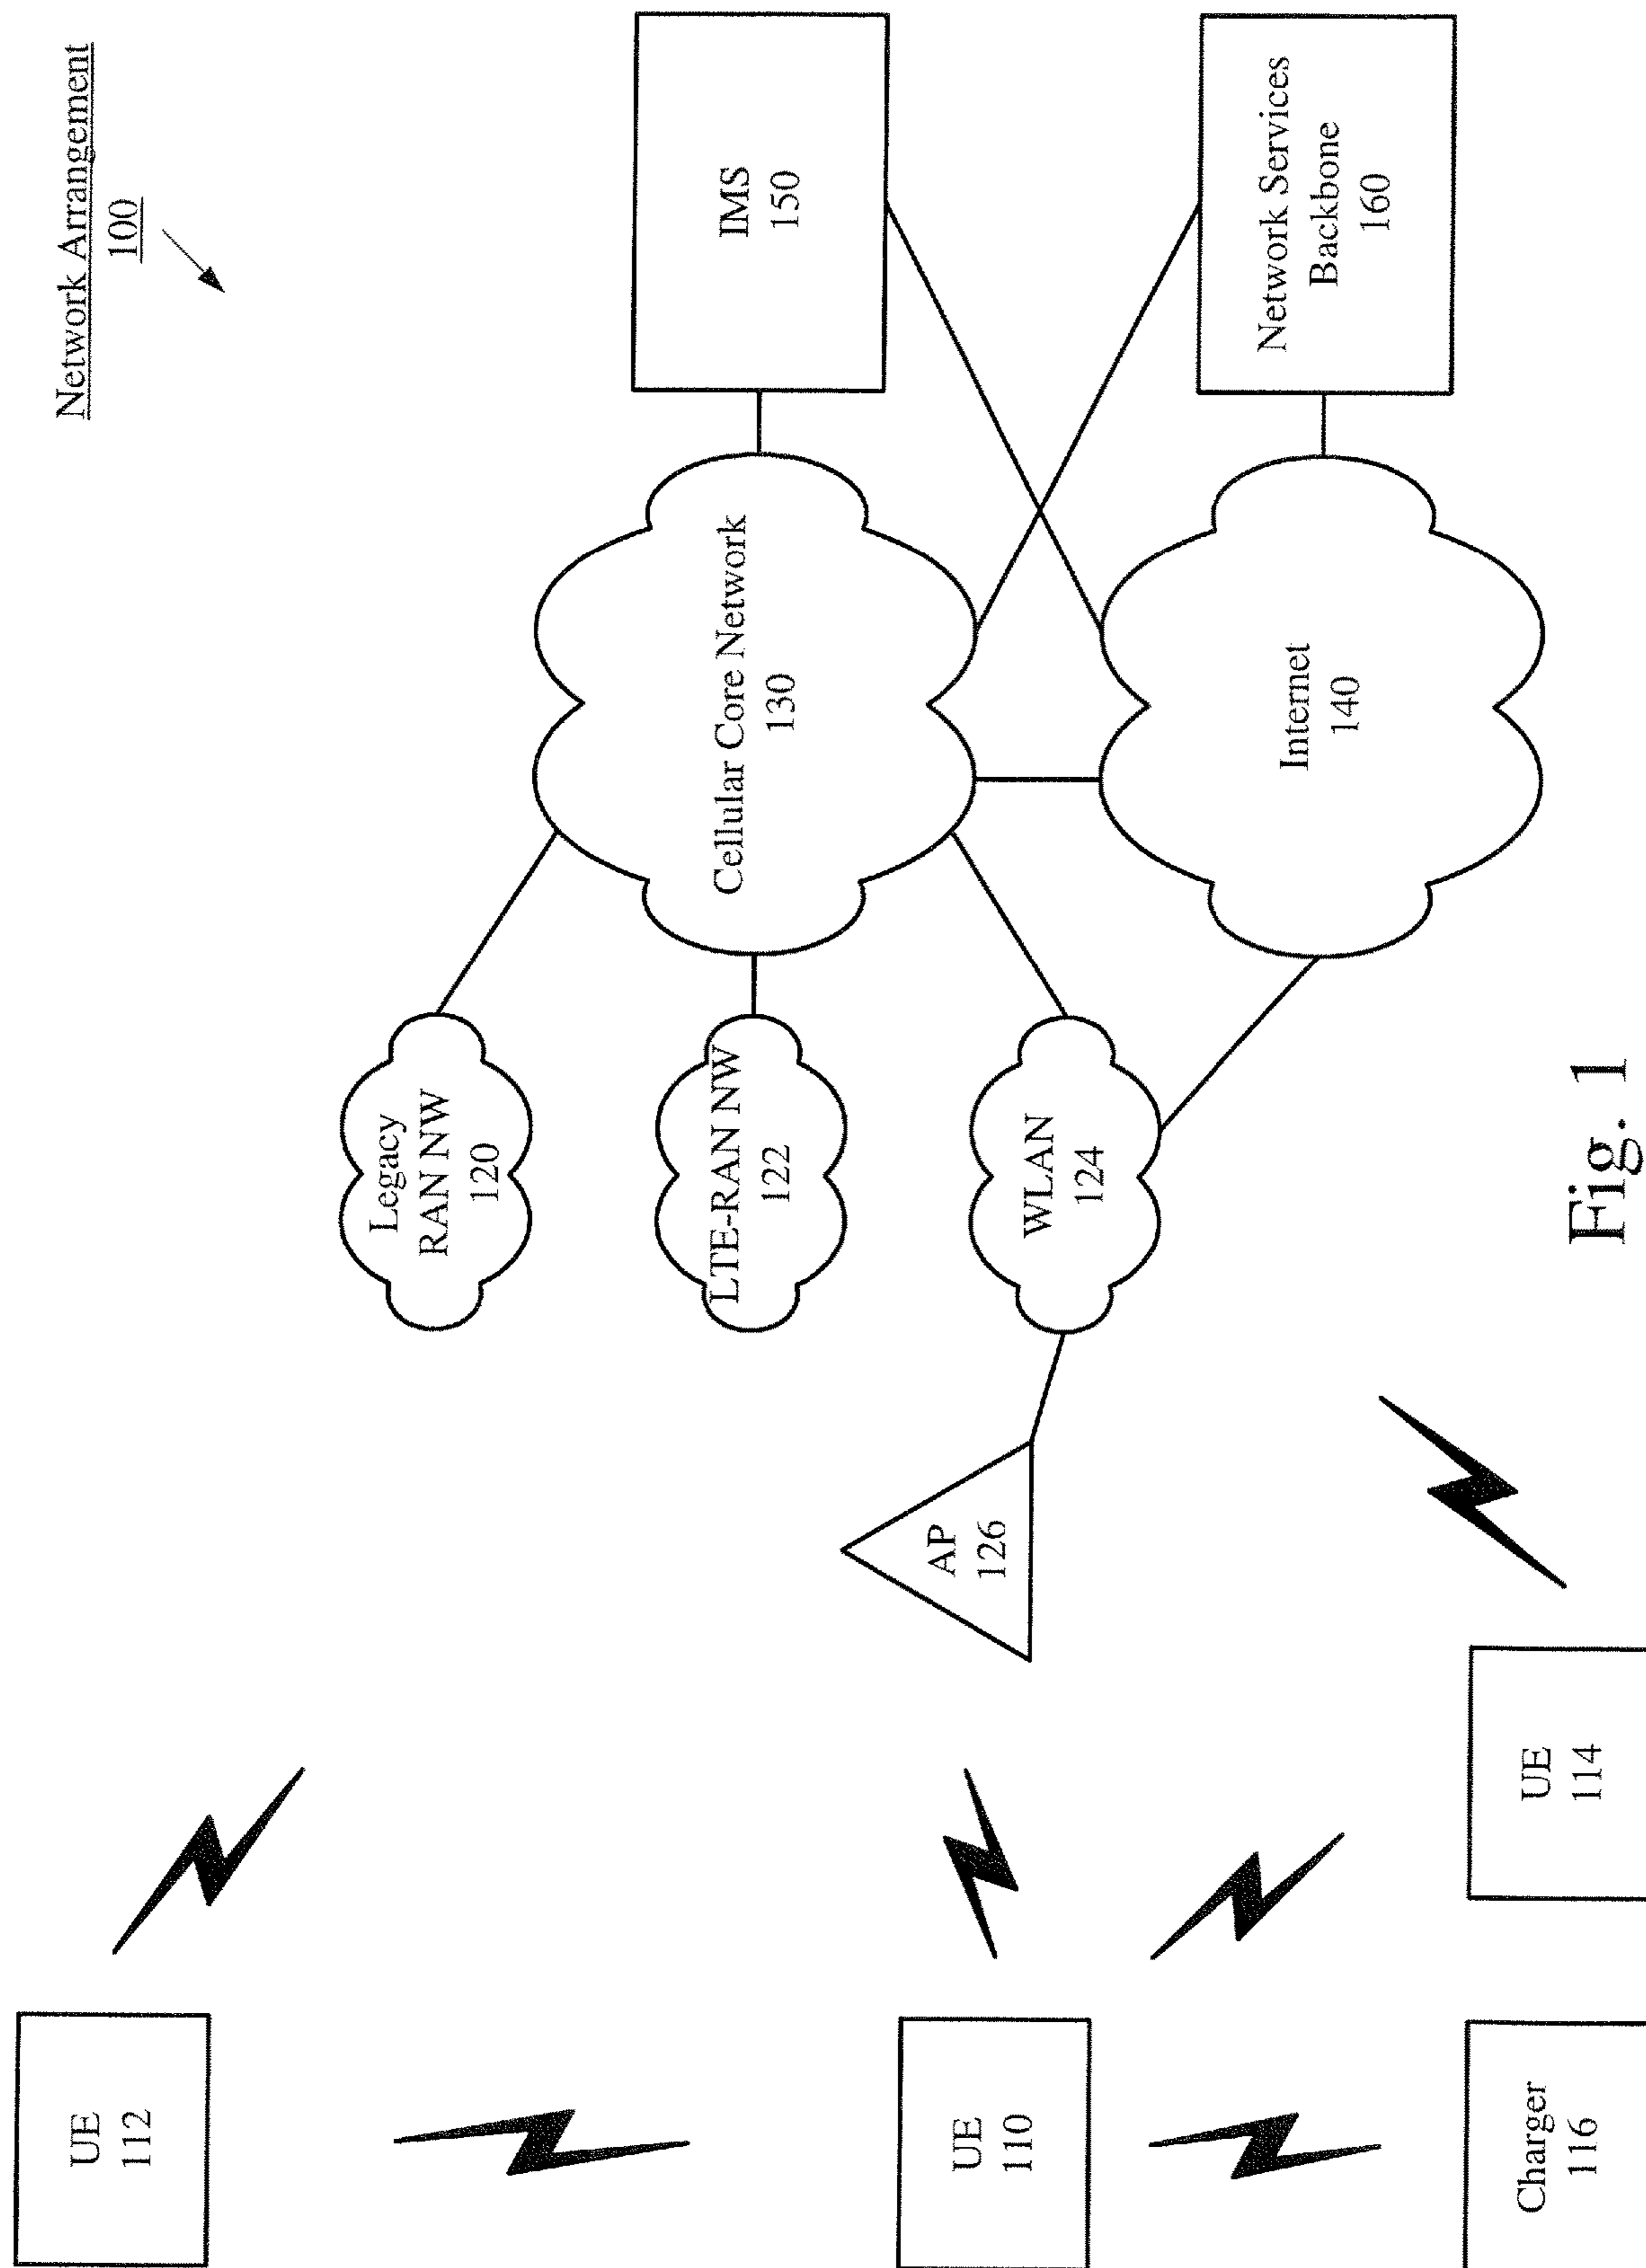 Network Arrangement
100
UE
112
Legacy
RAN NW
120
LTE-RAN NW
122
Cellular Core Network
130
IMS
150
AP
126
WLAN
124
UE
110
Internet
140
Network Services
Backbone
160
Charger
116
UE
114
Fig. 1